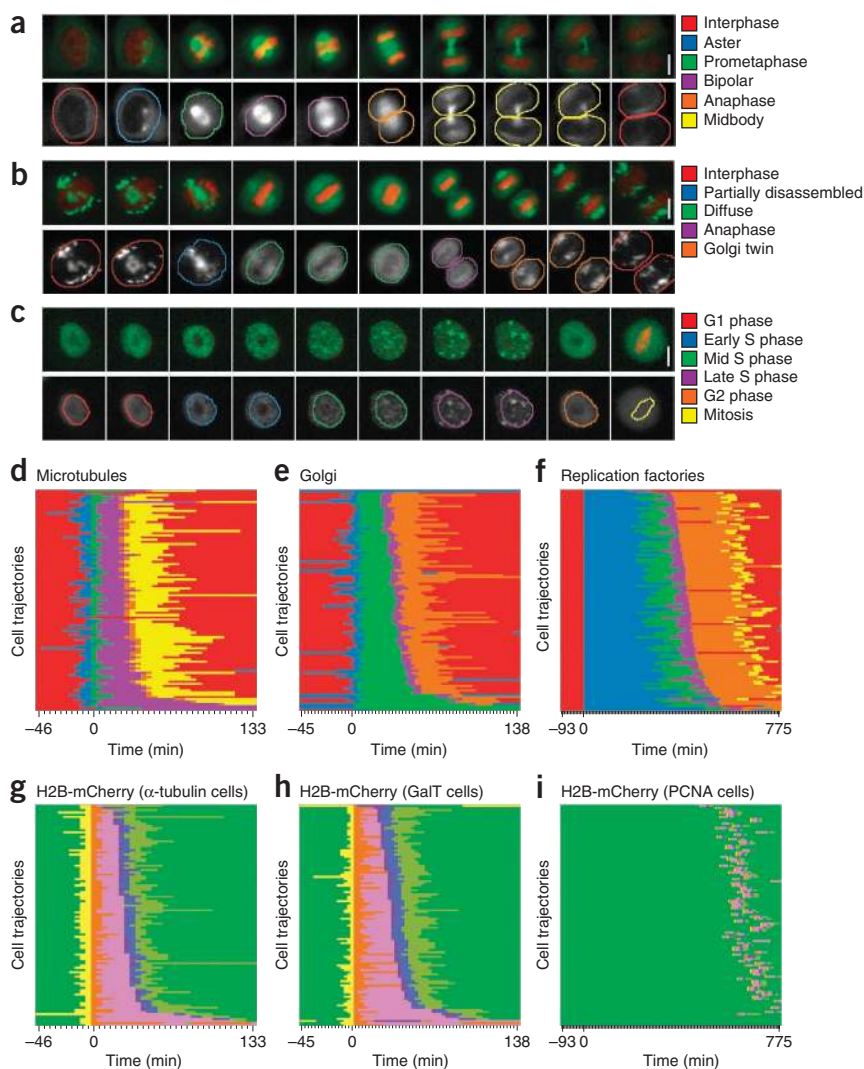 a
Interphase
Aster
Prometaphase
Bipolar
Anaphase
Midbody
b
Interphase
Partially disassembled
Diffuse
Anaphase
Golgi twin
c
G1 phase
Early S phase
Mid S phase
Late S phase
G2 phase
Mitosis
d Microtubules
Cell trajectories
–46 0 133
Time (min)
e Golgi
Cell trajectories
–45 0 138
Time (min)
f Replication factories
Cell trajectories
–93 0 775
Time (min)
g H2B-mCherry (α-tubulin cells)
Cell trajectories
–46 0 133
Time (min)
h H2B-mCherry (GalT cells)
Cell trajectories
–45 0 138
Time (min)
i H2B-mCherry (PCNA cells)
Cell trajectories
–93 0 775
Time (min)